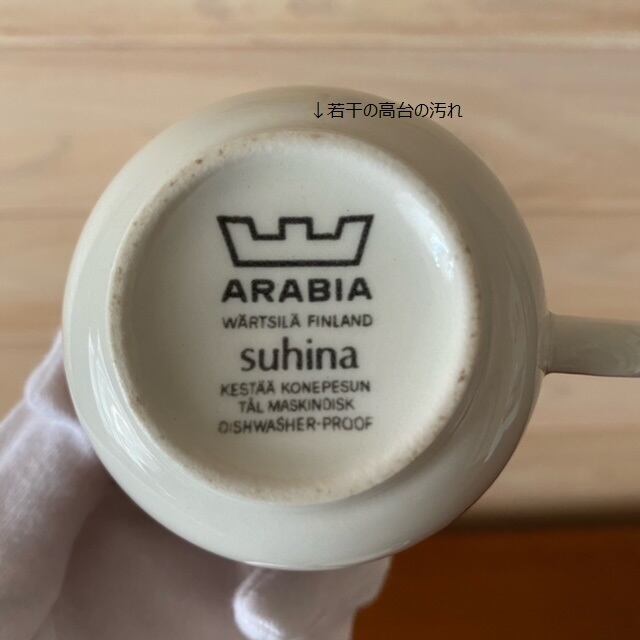 ↓若干の高台の汚れ
ARABIA
WÄRTSILÄ FINLAND
suhina
KESTÄÄ KONEPESUN
TÅL MASKINDISK
DISHWASHER-PROOF